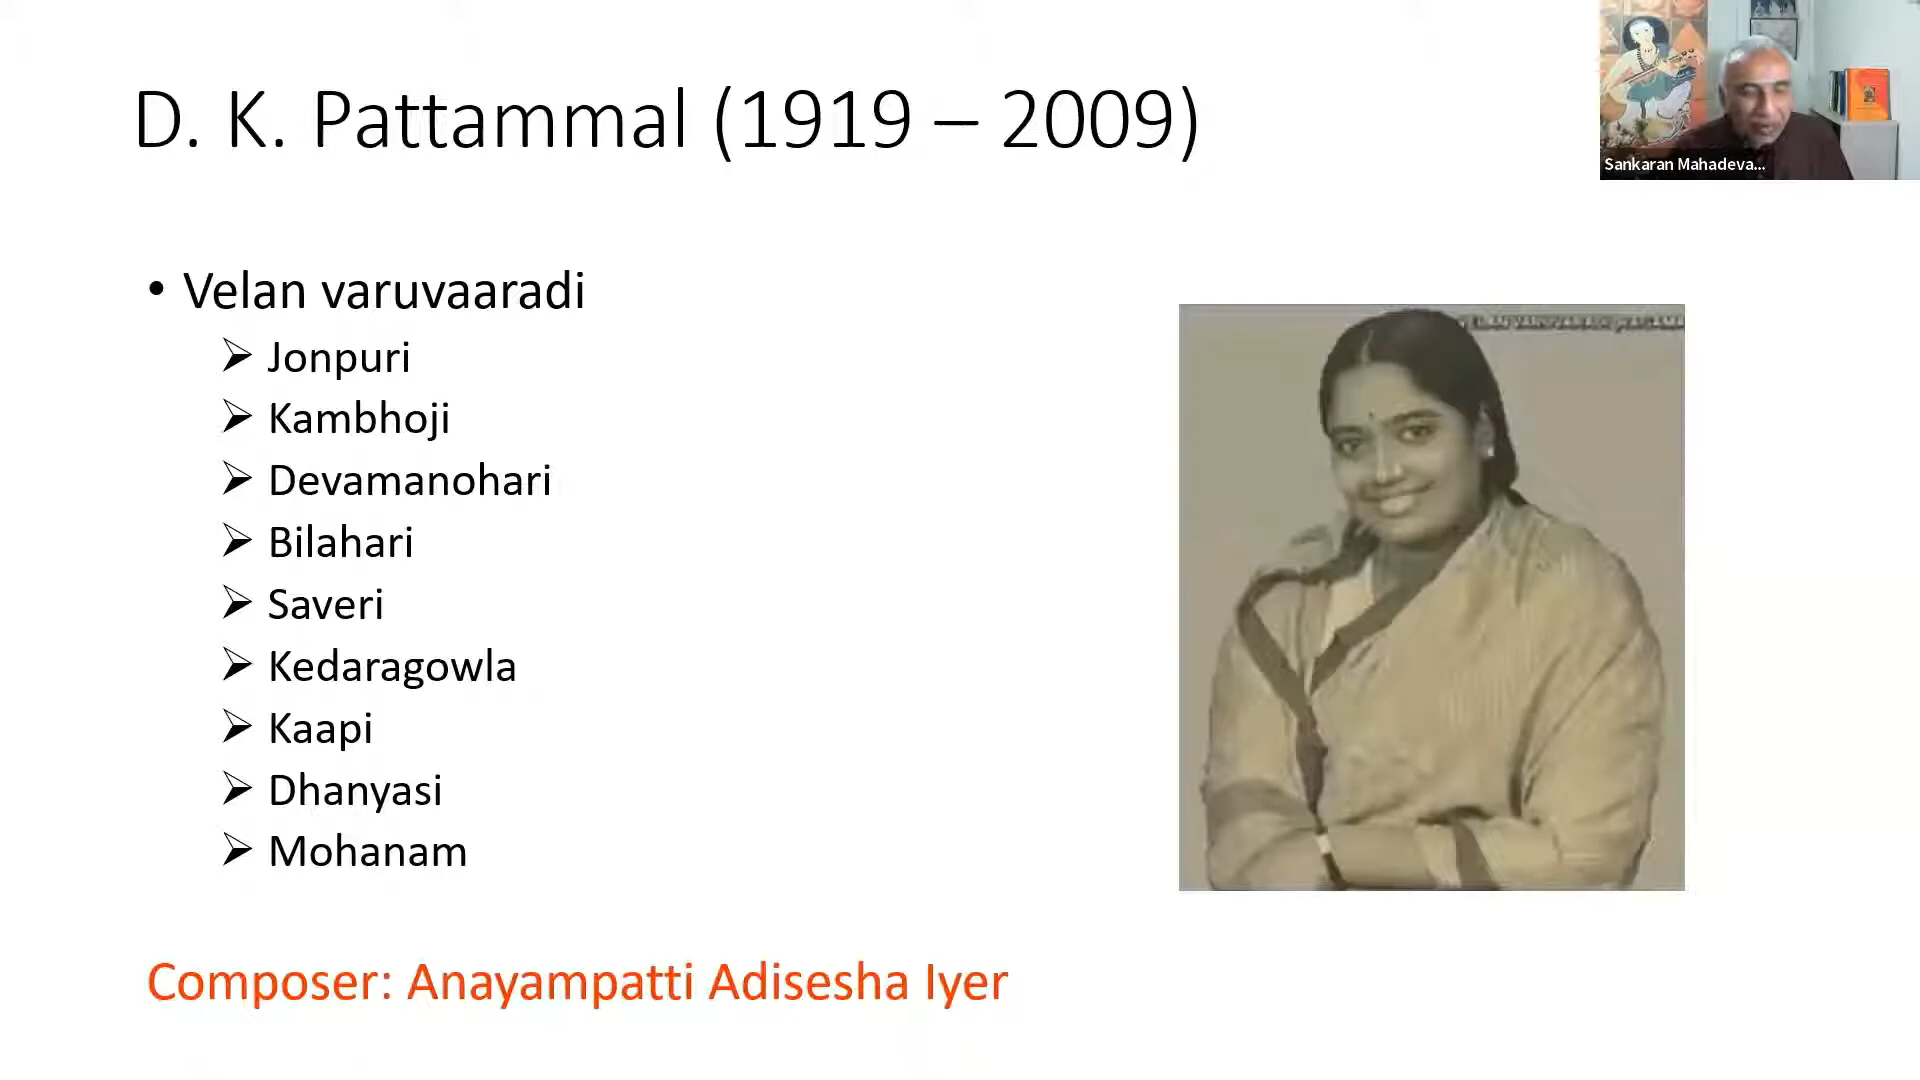 D. K. Pattammal (1919 – 2009)
Sankaran Mahadeva...
• Velan varuvaaradi
➢ Jonpuri
➢ Kambhoji
➢ Devamanohari
➢ Bilahari
➢ Saveri
➢ Kedaragowla
➢ Kaapi
➢ Dhanyasi
➢ Mohanam
Composer: Anayampatti Adisesha Iyer